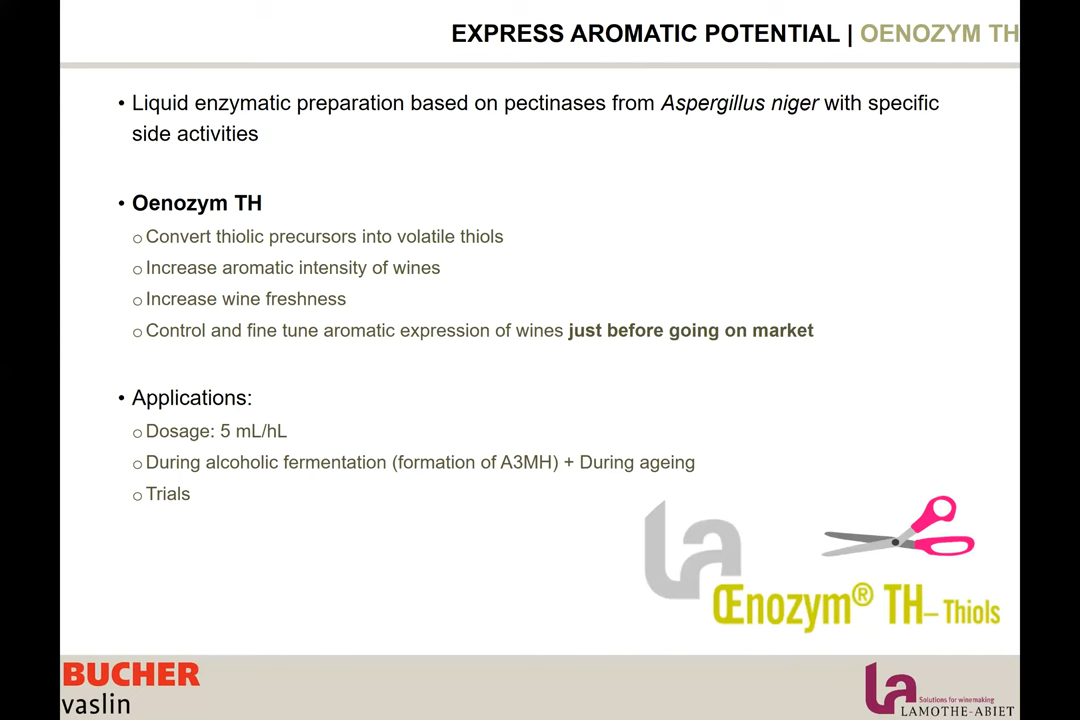 EXPRESS AROMATIC POTENTIAL | OENOZYM TH
• Liquid enzymatic preparation based on pectinases from Aspergillus niger with specific
side activities
• Oenozym TH
o Convert thiolic precursors into volatile thiols
o Increase aromatic intensity of wines
o Increase wine freshness
o Control and fine tune aromatic expression of wines just before going on market
• Applications:
o Dosage: 5 mL/hL
o During alcoholic fermentation (formation of A3MH) + During ageing
o Trials
La
Œnozym® TH – Thiols
BUCHER
vaslin
La
Solutions for winemaking
LAMOTHE-ABIET